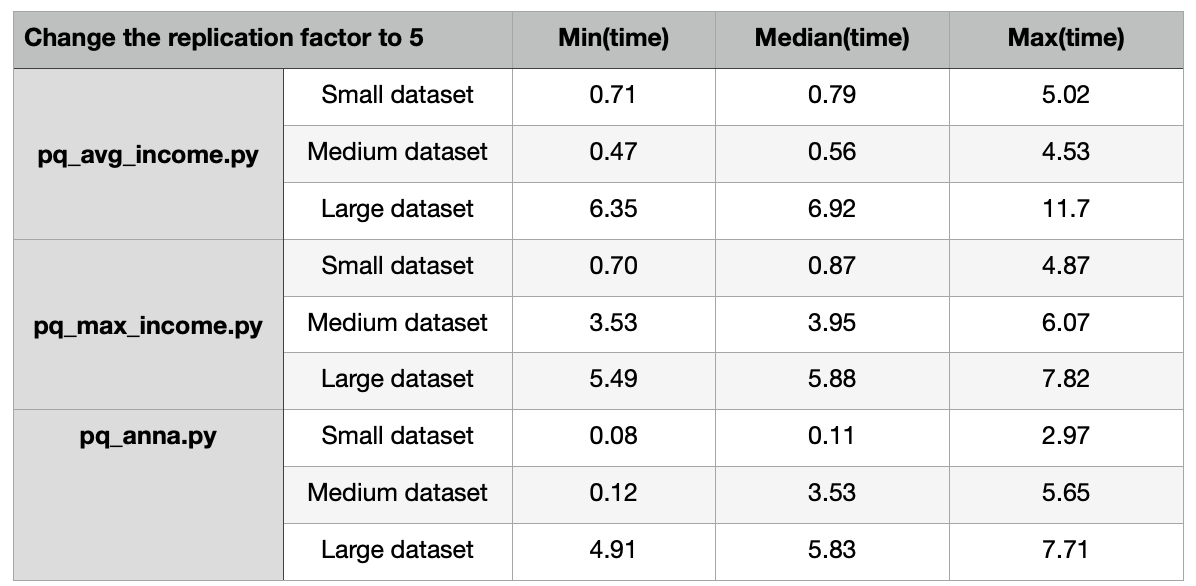 Change the replication factor to 5 Min(time) Median(time) Max(time)
pq_avg_income.py
Small dataset 0.71 0.79 5.02
Medium dataset 0.47 0.56 4.53
Large dataset 6.35 6.92 11.7
pq_max_income.py
Small dataset 0.70 0.87 4.87
Medium dataset 3.53 3.95 6.07
Large dataset 5.49 5.88 7.82
pq_anna.py
Small dataset 0.08 0.11 2.97
Medium dataset 0.12 3.53 5.65
Large dataset 4.91 5.83 7.71